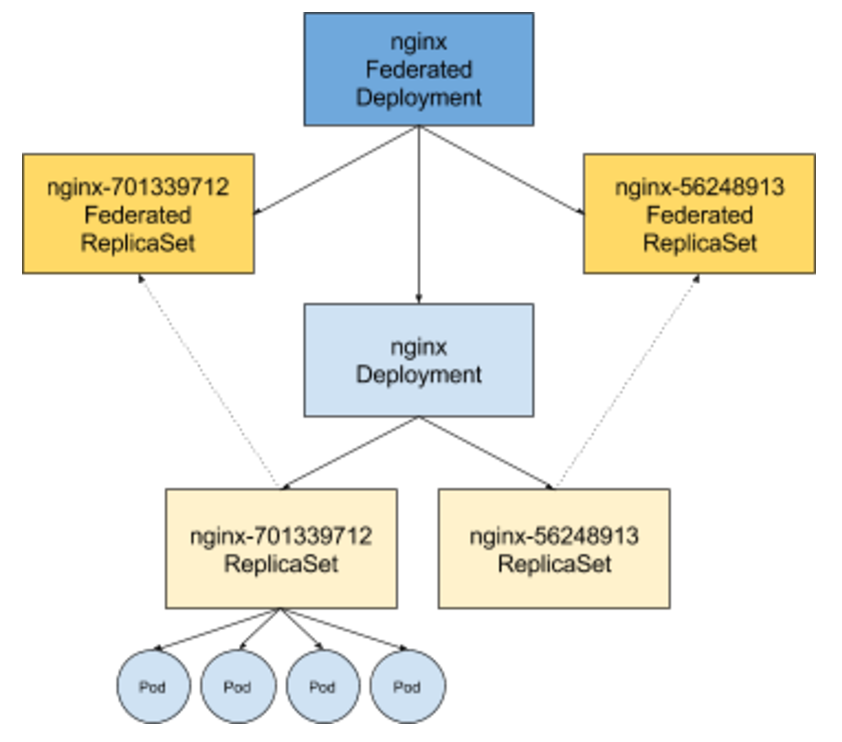 nginx
Federated
Deployment
nginx-701339712
Federated
ReplicaSet
nginx-56248913
Federated
ReplicaSet
nginx
Deployment
nginx-701339712
ReplicaSet
nginx-56248913
ReplicaSet
Pod
Pod
Pod
Pod